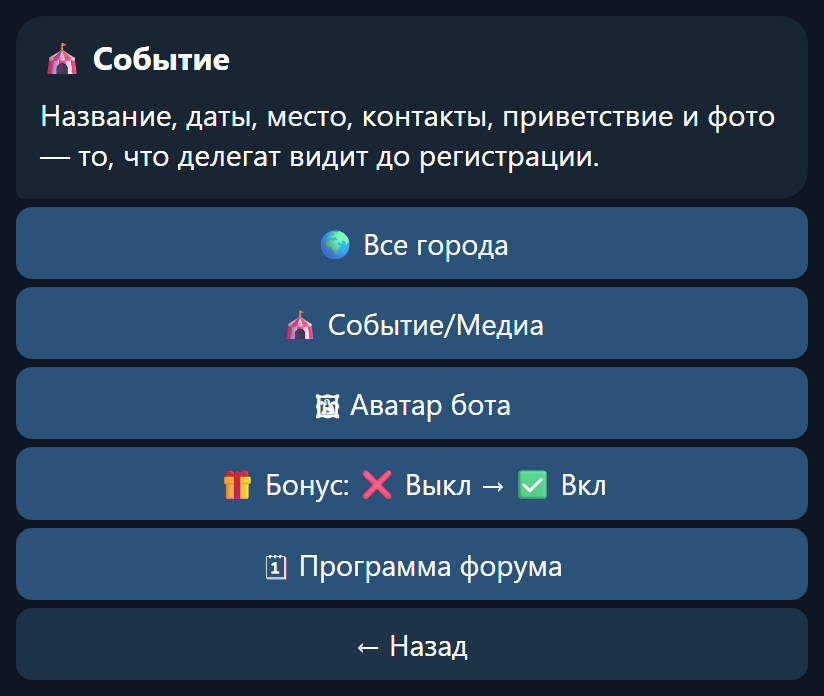 🎪 Событие
Название, даты, место, контакты, приветствие и фото
— то, что делегат видит до регистрации.
🌍 Все города
🎪 Событие/Медиа
🖼 Аватар бота
🎁 Бонус: ❌ Выкл → ✅ Вкл
🗓 Программа форума
← Назад